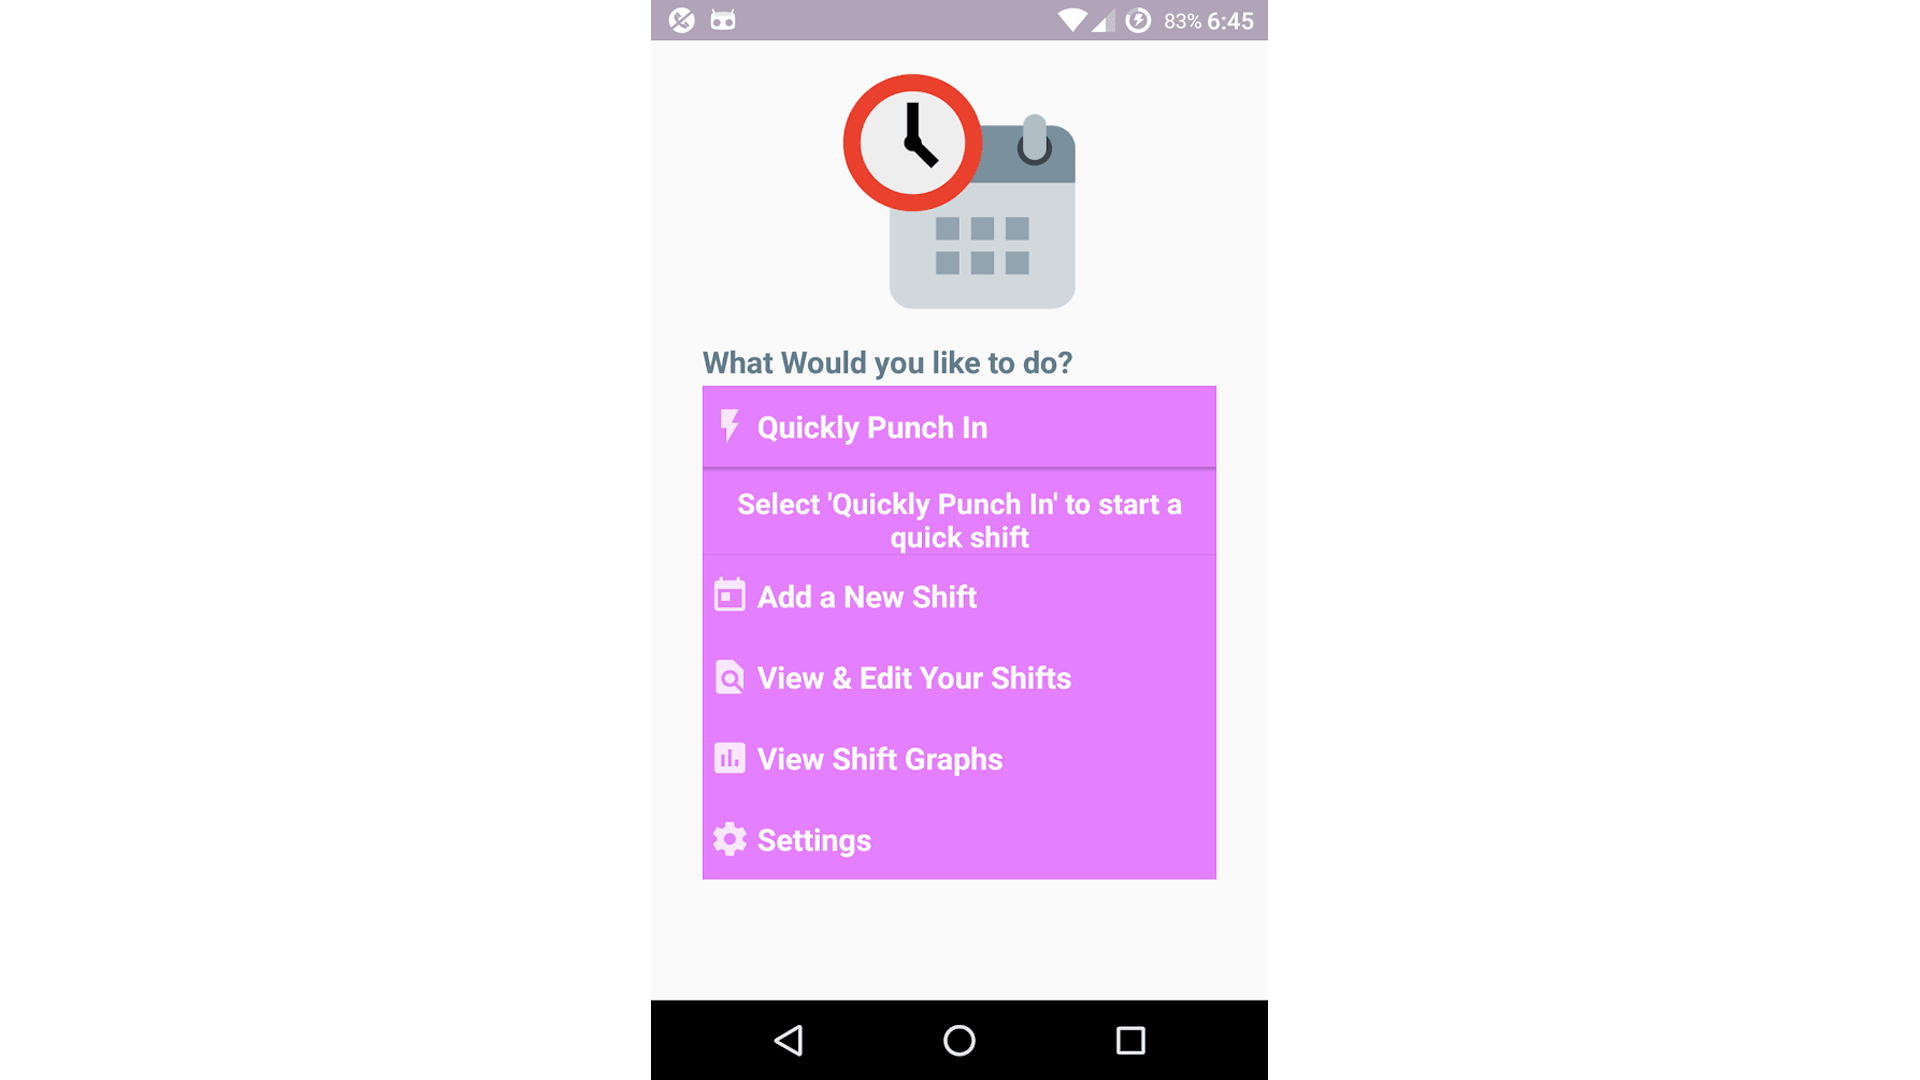 83% 6:45
What Would you like to do?
Quickly Punch In
Select 'Quickly Punch In' to start a
quick shift
Add a New Shift
View & Edit Your Shifts
View Shift Graphs
Settings